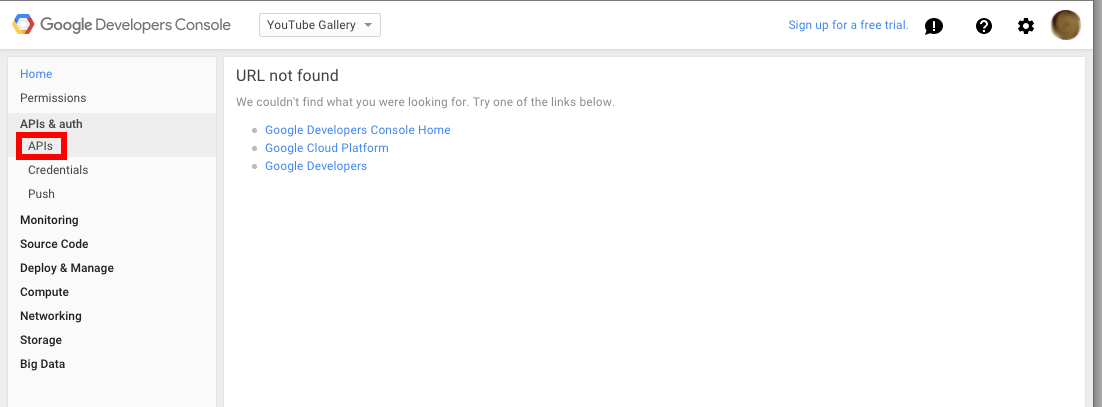 Google Developers Console
YouTube Gallery
Sign up for a free trial.
Home
Permissions
APIs & auth
APIs
Credentials
Push
Monitoring
Source Code
Deploy & Manage
Compute
Networking
Storage
Big Data
URL not found
We couldn't find what you were looking for. Try one of the links below.
Google Developers Console Home
Google Cloud Platform
Google Developers